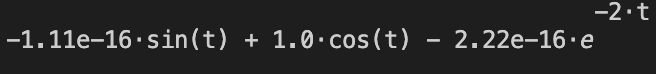 -2·t
-1.11e-16·sin(t) + 1.0·cos(t) - 2.22e-16·e